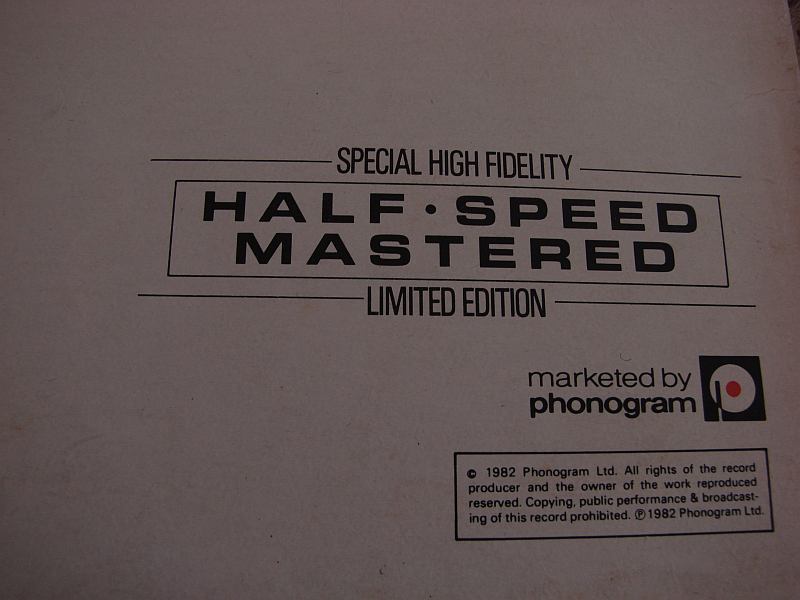 SPECIAL HIGH FIDELITY
HALF·SPEED
MASTERED
LIMITED EDITION
marketed by
phonogram
© 1982 Phonogram Ltd. All rights of the record
producer and the owner of the work reproduced
reserved. Copying, public performance & broadcast-
ing of this record prohibited. ℗1982 Phonogram Ltd.